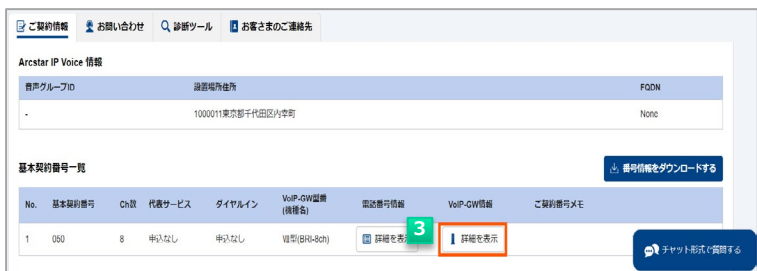 ご契約情報 お問い合わせ 診断ツール お客さまのご連絡先
Arcstar IP Voice 情報
音声グループID 設置場所住所 FQDN
- 1000011東京都千代田区内幸町 None
基本契約番号一覧 番号情報をダウンロードする
No. 基本契約番号 Ch数 代表サービス ダイヤルイン VoIP-GW型番 電話番号情報 VoIP-GW情報 ご契約番号メモ
(機種名)
1 050 8 申込なし 申込なし VII型(BRI-8ch) 詳細を表示 3 詳細を表示
チャット形式で質問する